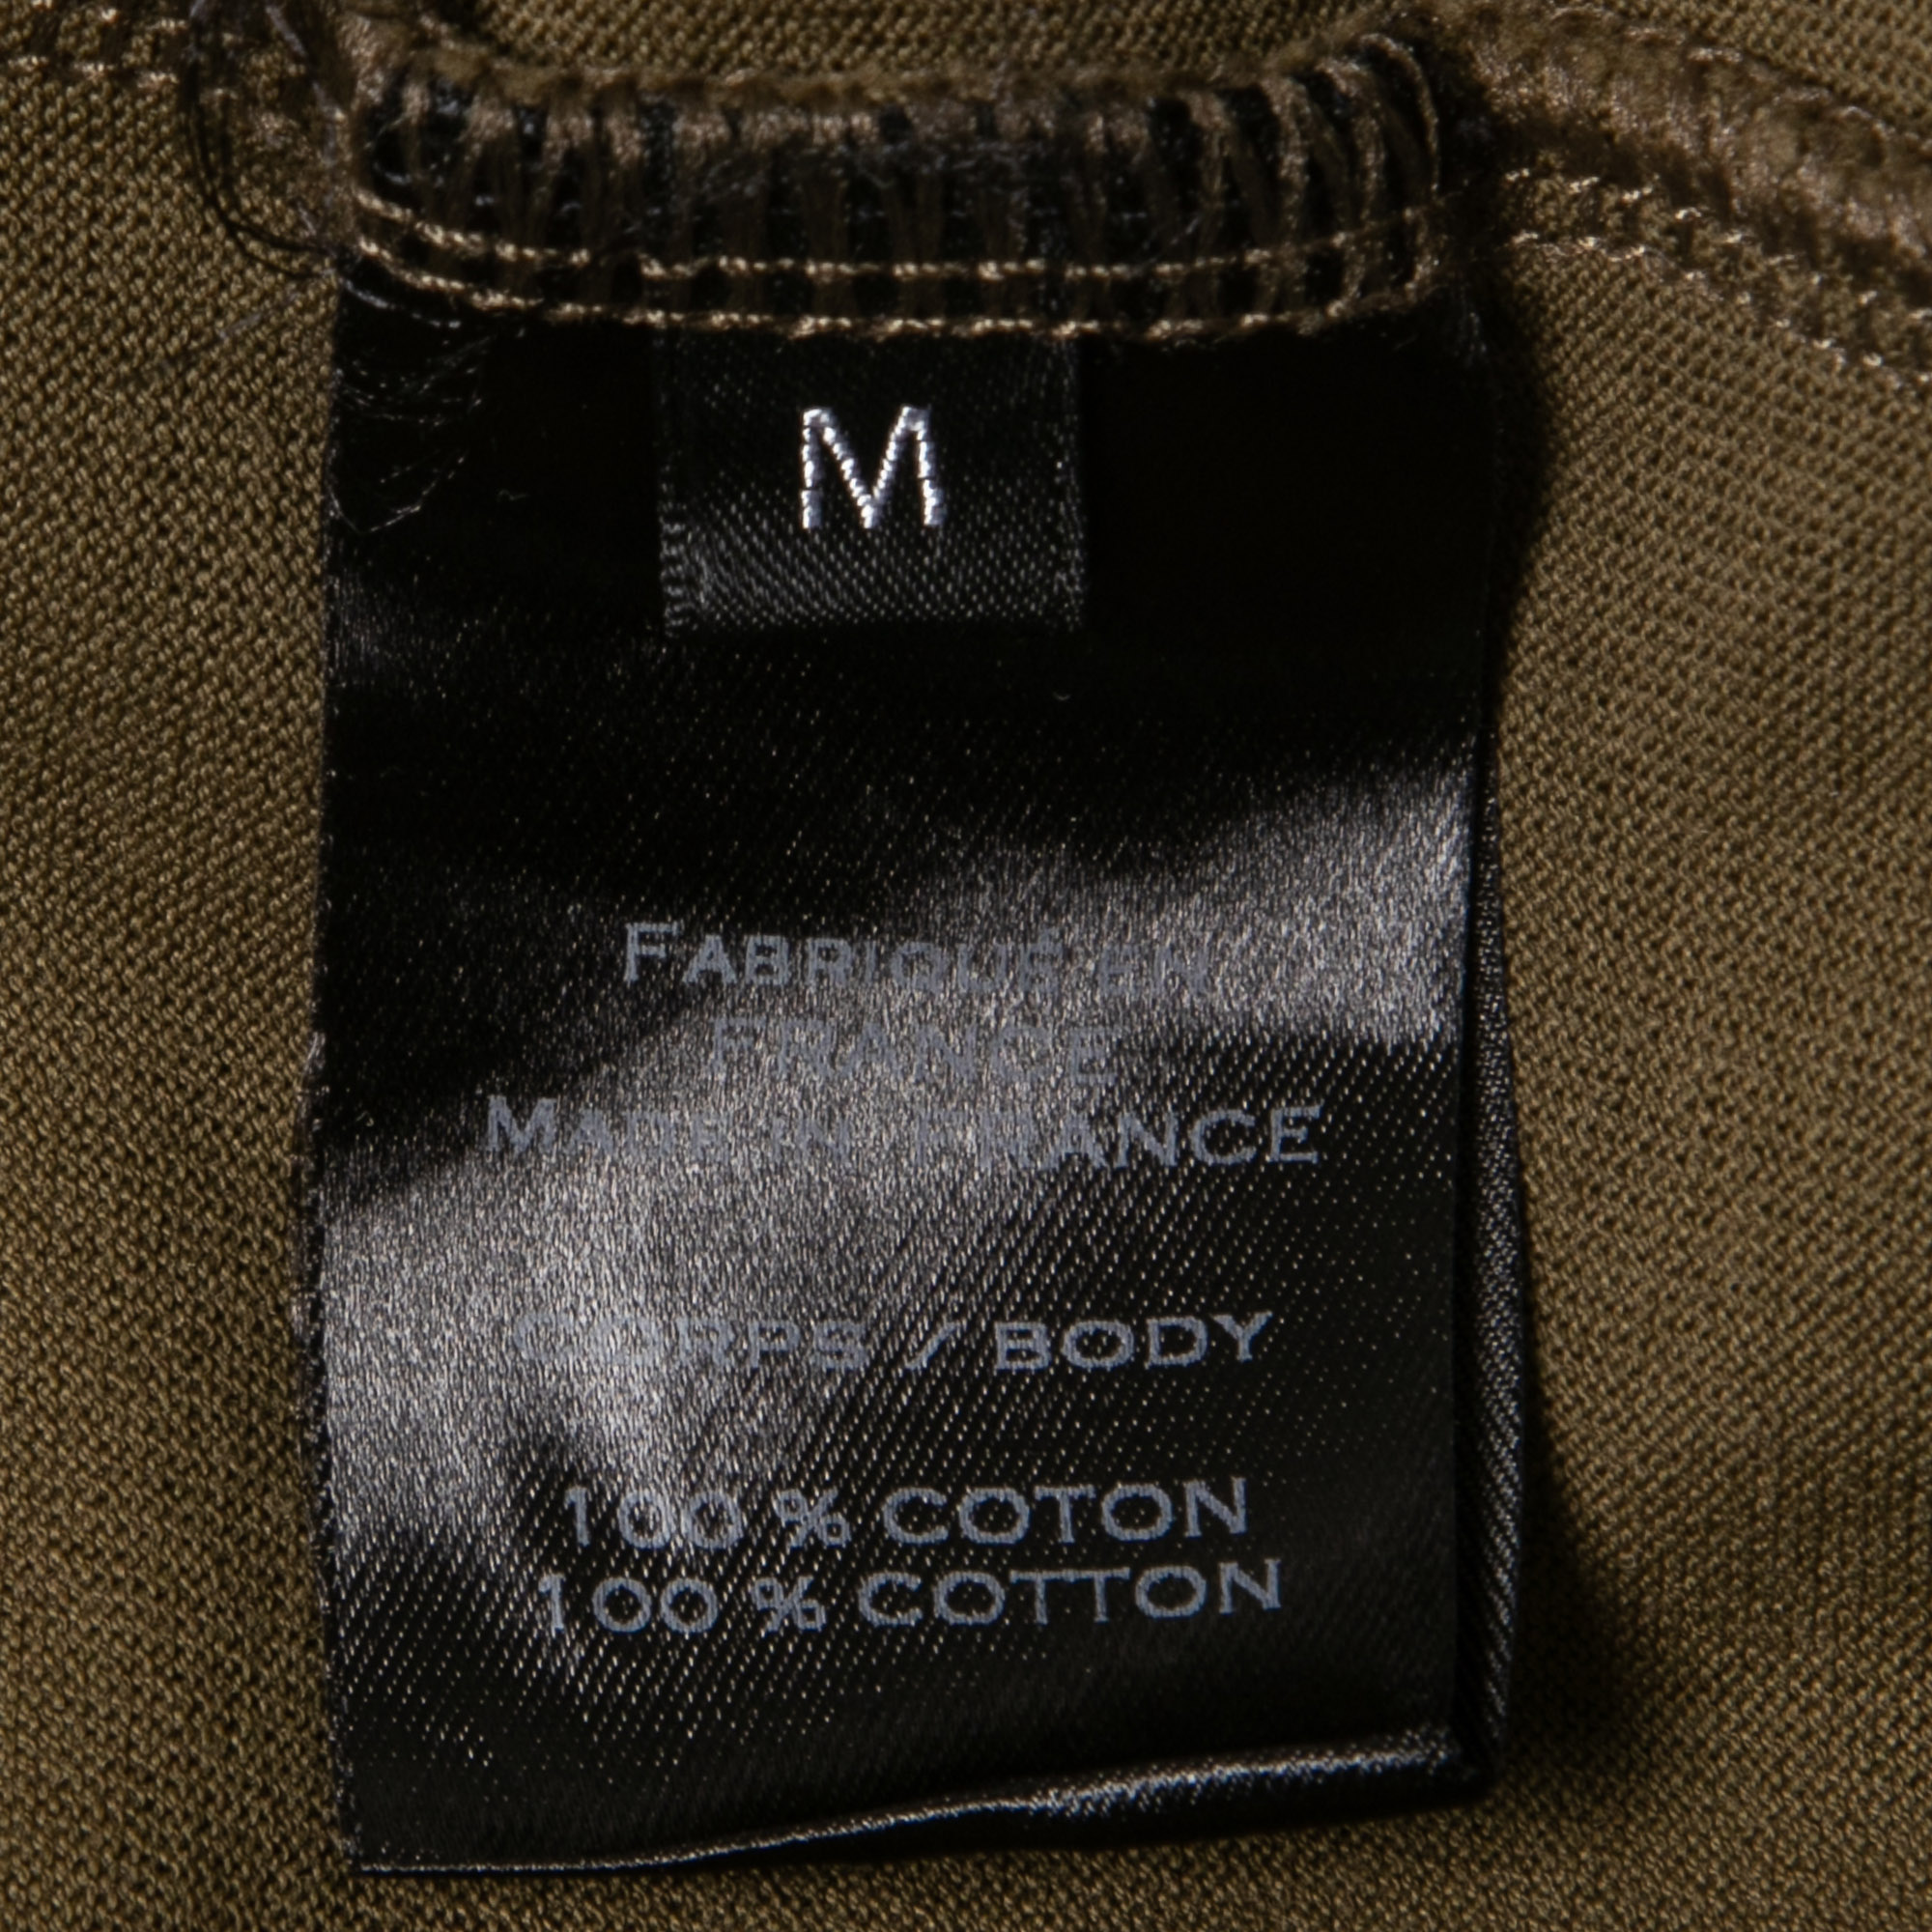 M
FABRIQUÉ EN
FRANCE
MADE IN FRANCE
CORPS / BODY
100 % COTON
100 % COTTON